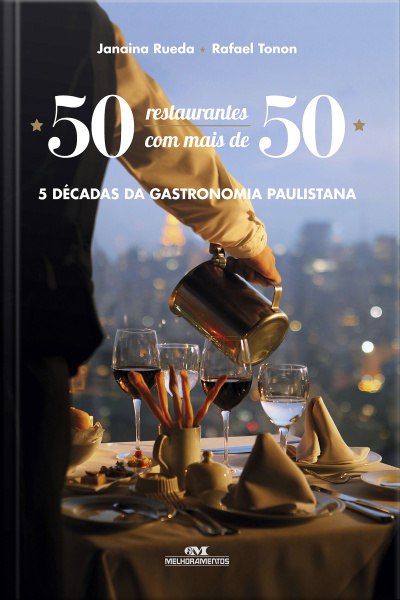 Janaina Rueda ★ Rafael Tonon
50 restaurantes com mais de 50
5 DÉCADAS DA GASTRONOMIA PAULISTANA
MELHORAMENTOS